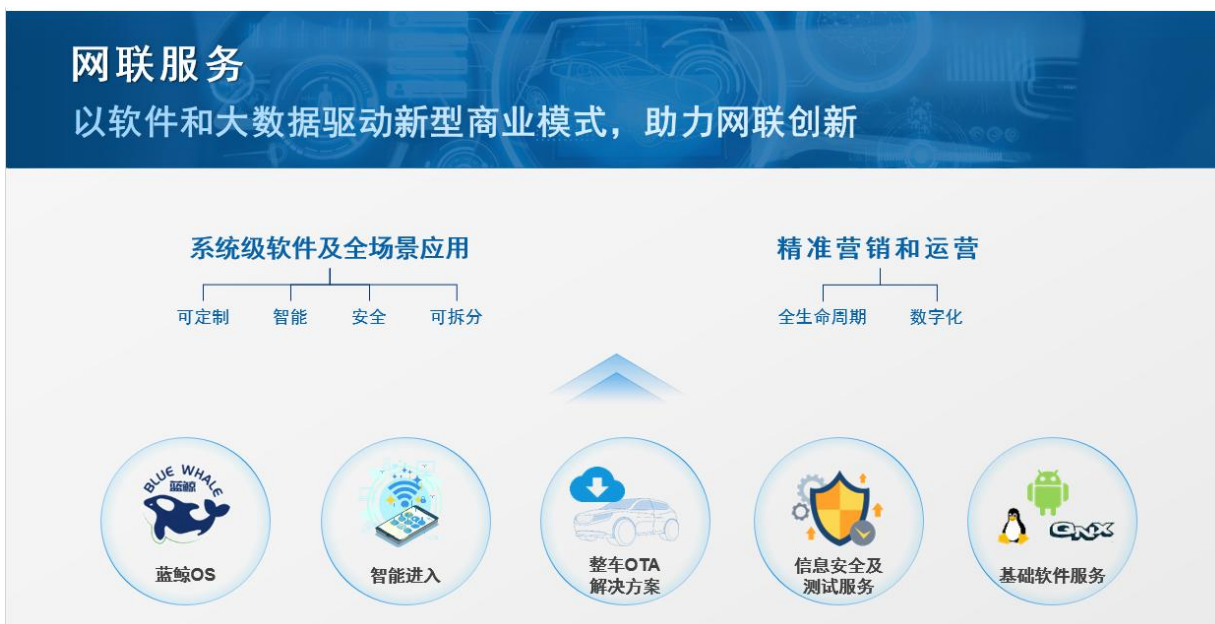 网联服务
以软件和大数据驱动新型商业模式，助力网联创新
系统级软件及全场景应用
可定制 智能 安全 可拆分
精准营销和运营
全生命周期 数字化
BLUE WHALE
蓝鲸
蓝鲸OS
智能进入
整车OTA
解决方案
信息安全及
测试服务
QNX
基础软件服务